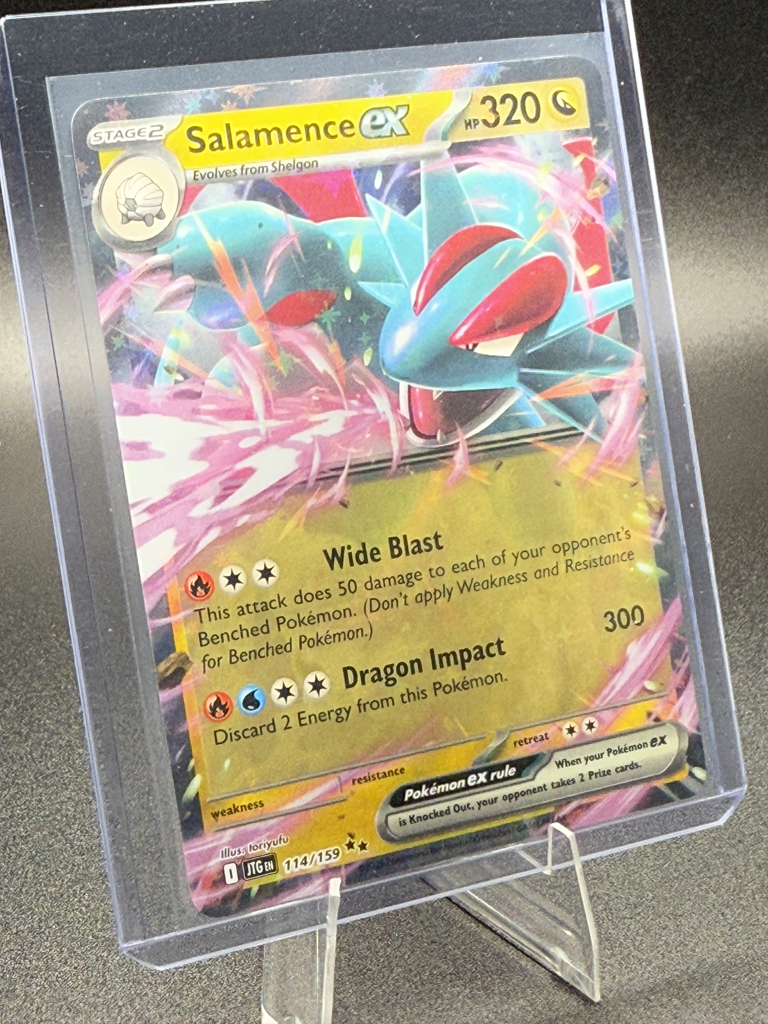 STAGE 2 Salamence ex HP 320
Evolves from Shelgon
Wide Blast
This attack does 50 damage to each of your opponent's
Benched Pokémon. (Don't apply Weakness and Resistance
for Benched Pokémon.)
Dragon Impact 300
Discard 2 Energy from this Pokémon.
weakness resistance retreat
Pokémon ex rule When your Pokémon ex
is Knocked Out, your opponent takes 2 Prize cards.
Illus. toriyufu
I JTG EN 114/159